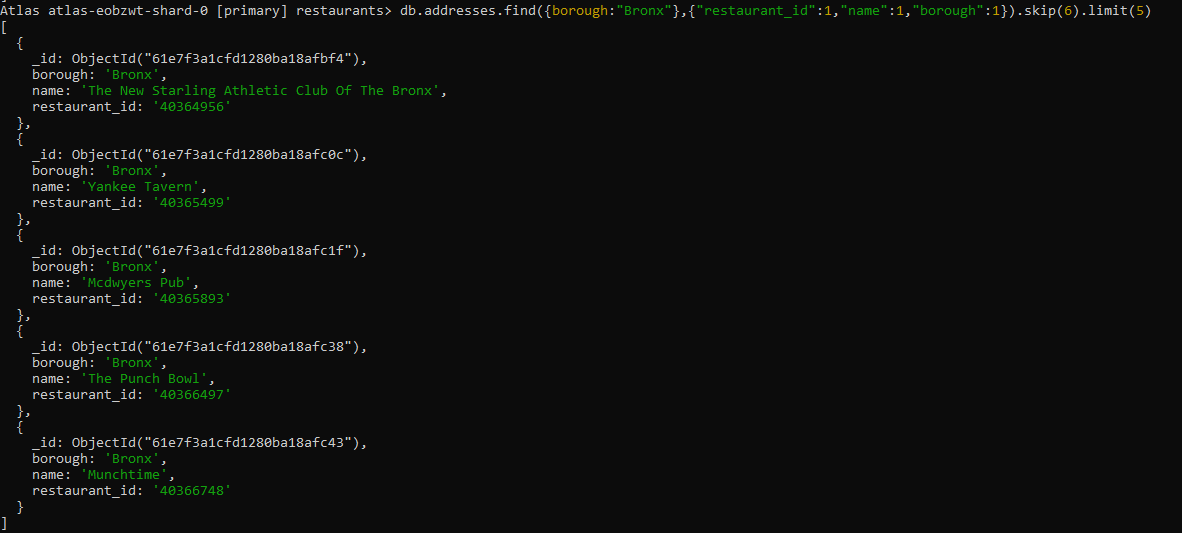 Atlas atlas-eobzwt-shard-0 [primary] restaurants> db.addresses.find({borough:"Bronx"},{"restaurant_id":1,"name":1,"borough":1}).skip(6).limit(5)
[
  {
    _id: ObjectId("61e7f3a1cfd1280ba18afbf4"),
    borough: 'Bronx',
    name: 'The New Starling Athletic Club Of The Bronx',
    restaurant_id: '40364956'
  },
  {
    _id: ObjectId("61e7f3a1cfd1280ba18afc0c"),
    borough: 'Bronx',
    name: 'Yankee Tavern',
    restaurant_id: '40365499'
  },
  {
    _id: ObjectId("61e7f3a1cfd1280ba18afc1f"),
    borough: 'Bronx',
    name: 'Mcdwyers Pub',
    restaurant_id: '40365893'
  },
  {
    _id: ObjectId("61e7f3a1cfd1280ba18afc38"),
    borough: 'Bronx',
    name: 'The Punch Bowl',
    restaurant_id: '40366497'
  },
  {
    _id: ObjectId("61e7f3a1cfd1280ba18afc43"),
    borough: 'Bronx',
    name: 'Munchtime',
    restaurant_id: '40366748'
  }
]